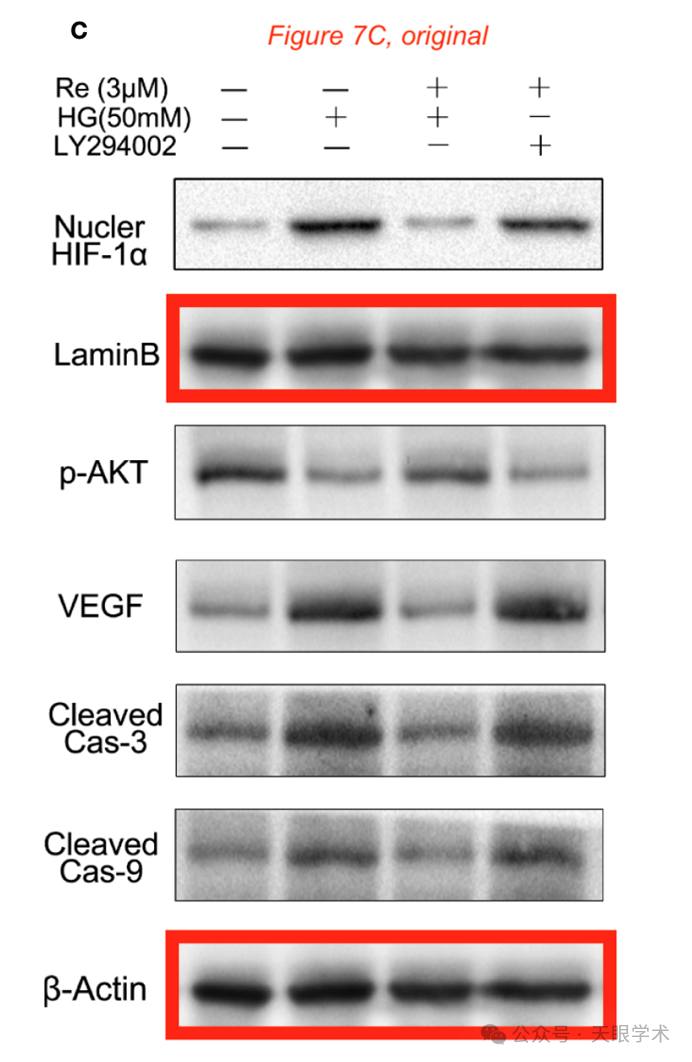 c
Figure 7C, original
Re (3μM) — — + +
HG(50mM) — + + —
LY294002 — — — +
Nucler
HIF-1α
LaminB
p-AKT
VEGF
Cleaved
Cas-3
Cleaved
Cas-9
β-Actin
公众号 · 天眼学术